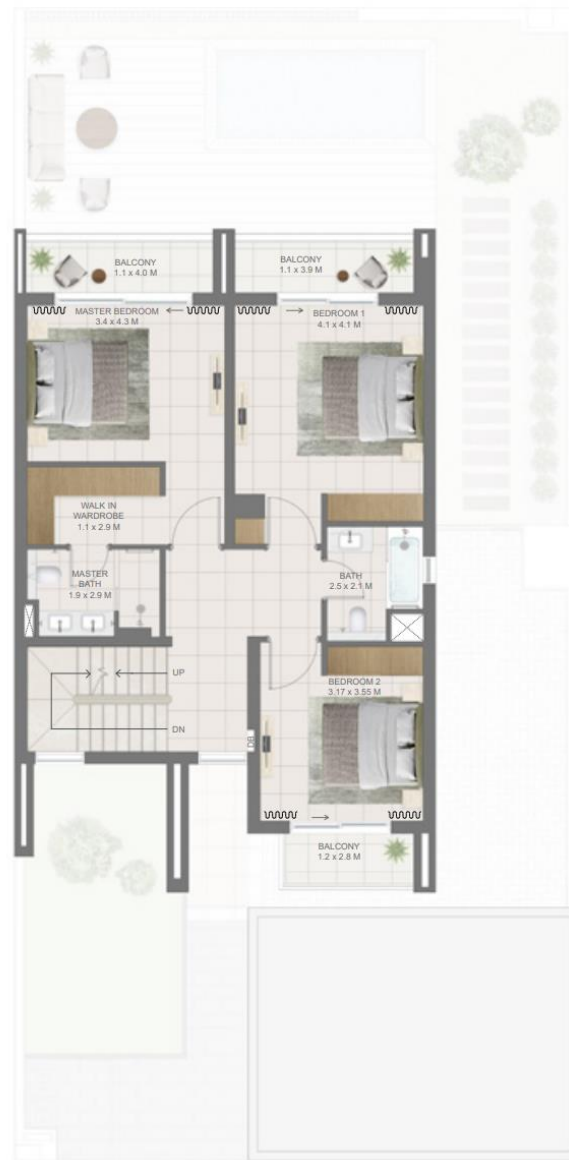 BALCONY
1.1 x 4.0 M
BALCONY
1.1 x 3.9 M
MASTER BEDROOM
3.4 x 4.3 M
BEDROOM 1
4.1 x 4.1 M
WALK IN
WARDROBE
1.1 x 2.9 M
MASTER
BATH
1.9 x 2.9 M
BATH
2.5 x 2.1 M
UP
DN
BEDROOM 2
3.17 x 3.55 M
DB
BALCONY
1.2 x 2.8 M